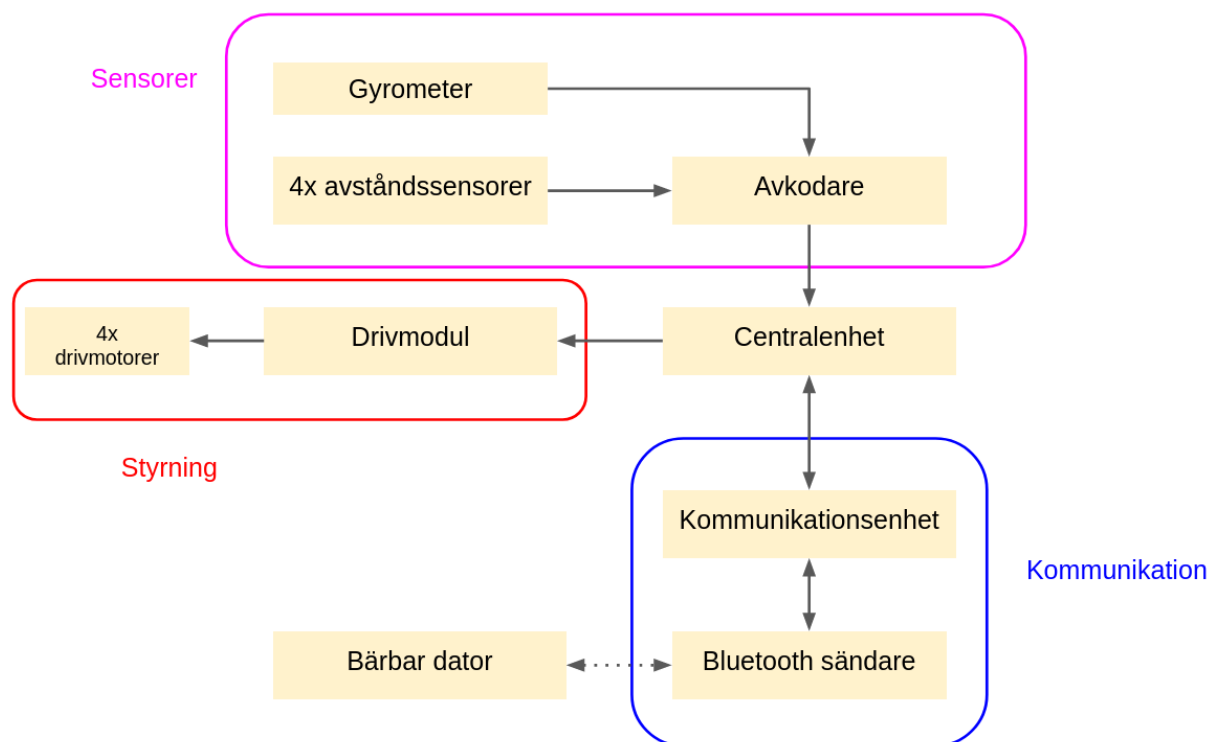 Sensorer
Gyrometer
4x avståndssensorer
Avkodare
4x
drivmotorer
Drivmodul
Centralenhet
Styrning
Kommunikationsenhet
Kommunikation
Bärbar dator
Bluetooth sändare